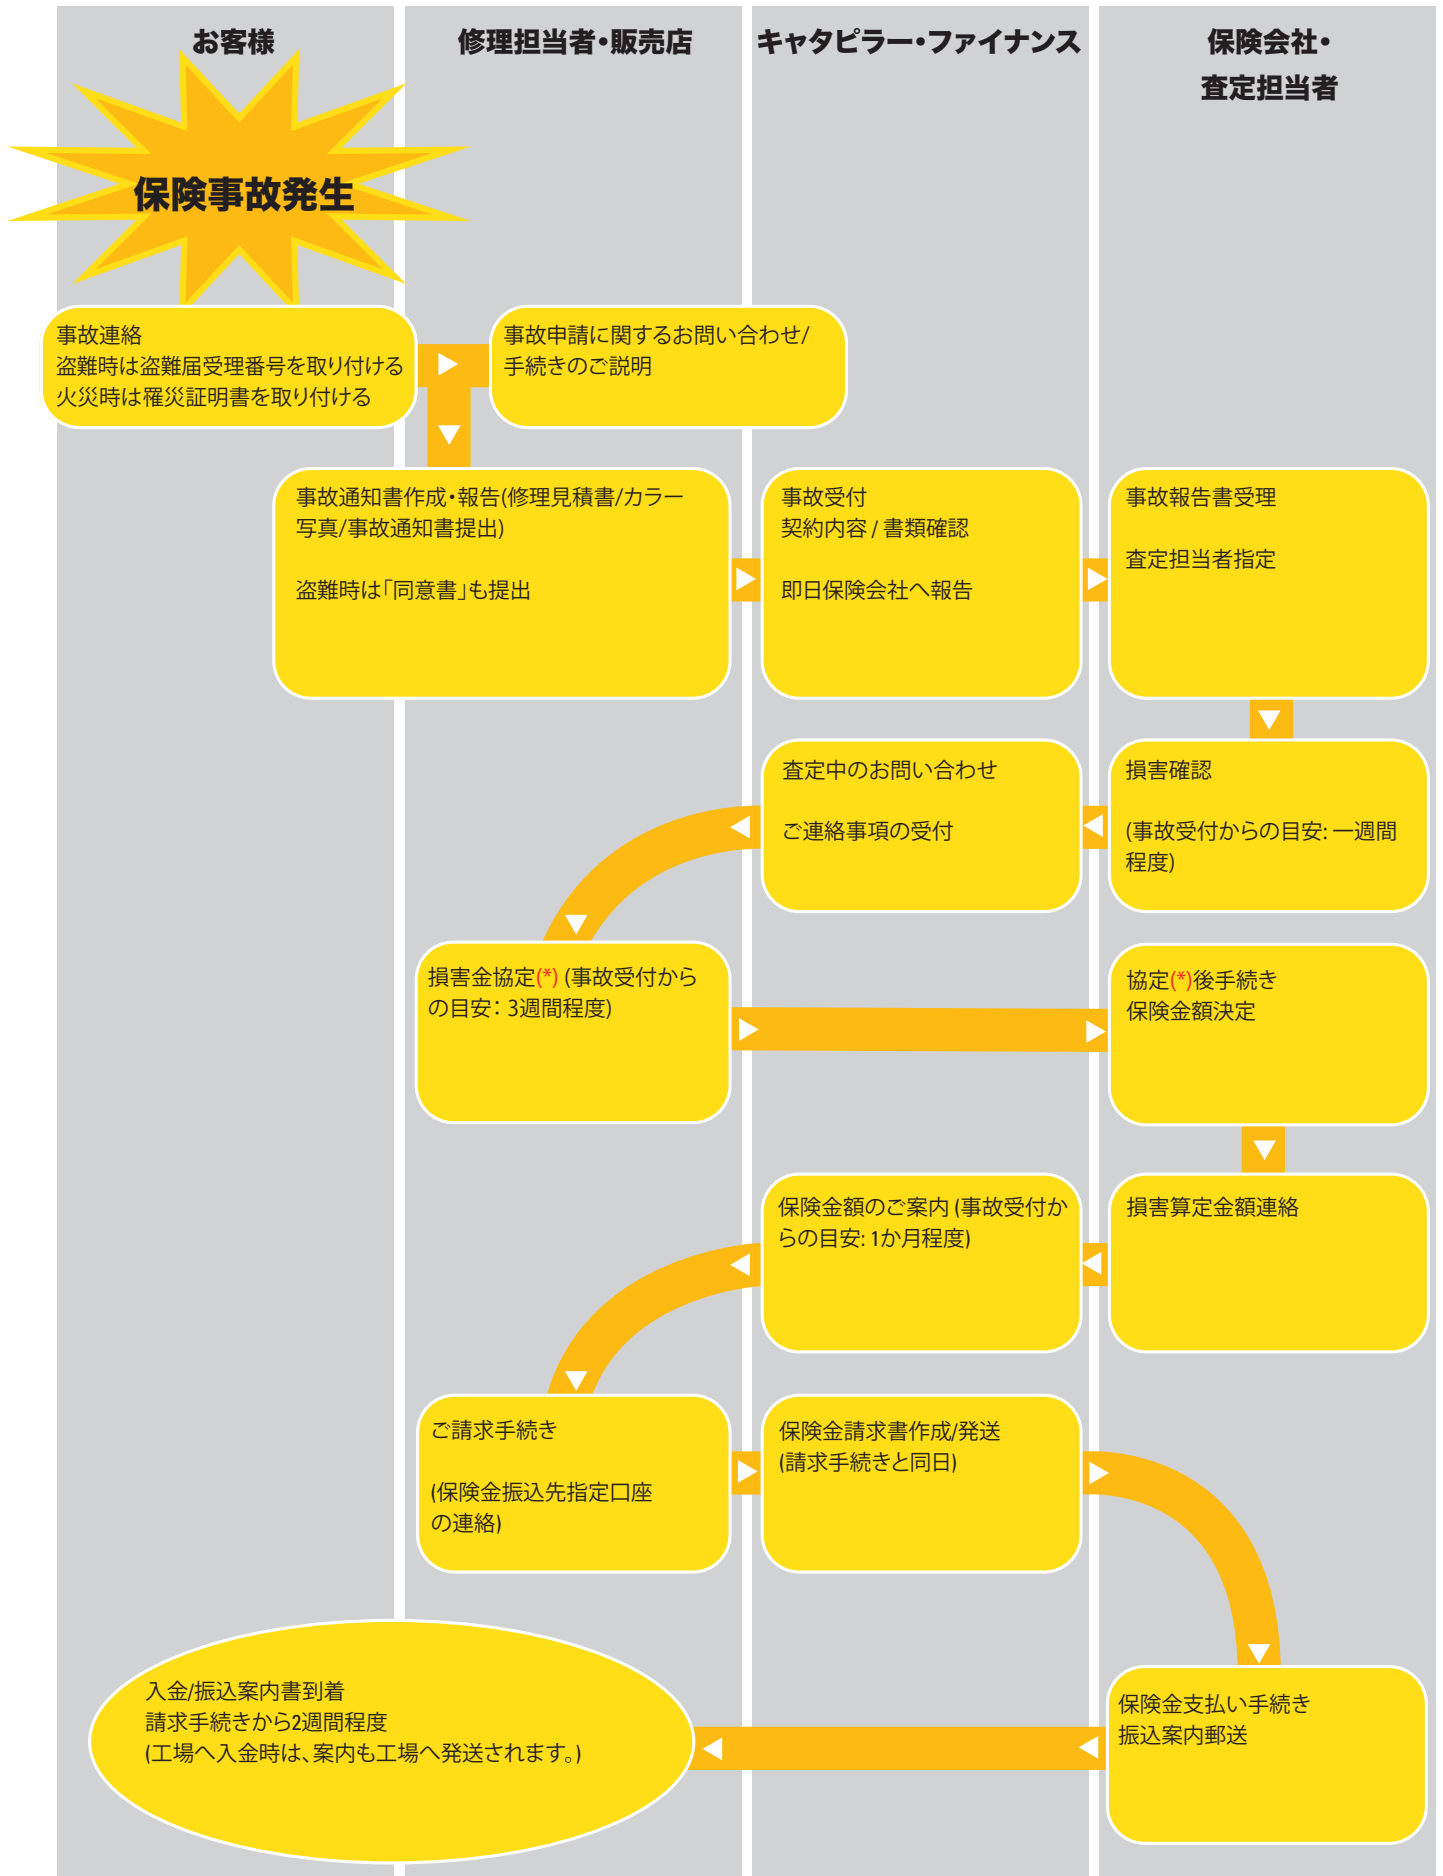 お客様
修理担当者・販売店
キャタピラー・ファイナンス
保険会社・
査定担当者
保険事故発生
事故連絡
盗難時は盗難届受理番号を取り付ける
火災時は罹災証明書を取り付ける
事故申請に関するお問い合わせ/
手続きのご説明
事故通知書作成・報告(修理見積書/カラー
写真/事故通知書提出)
盗難時は「同意書」も提出
事故受付
契約内容 / 書類確認
即日保険会社へ報告
事故報告書受理
査定担当者指定
査定中のお問い合わせ
ご連絡事項の受付
損害確認
(事故受付からの目安: 一週間
程度)
損害金協定(*) (事故受付から
の目安: 3週間程度)
協定(*)後手続き
保険金額決定
保険金額のご案内 (事故受付か
らの目安: 1か月程度)
損害算定金額連絡
ご請求手続き
(保険金振込先指定口座
の連絡)
保険金請求書作成/発送
(請求手続きと同日)
入金/振込案内書到着
請求手続きから2週間程度
(工場へ入金時は、案内も工場へ発送されます。)
保険金支払い手続き
振込案内郵送